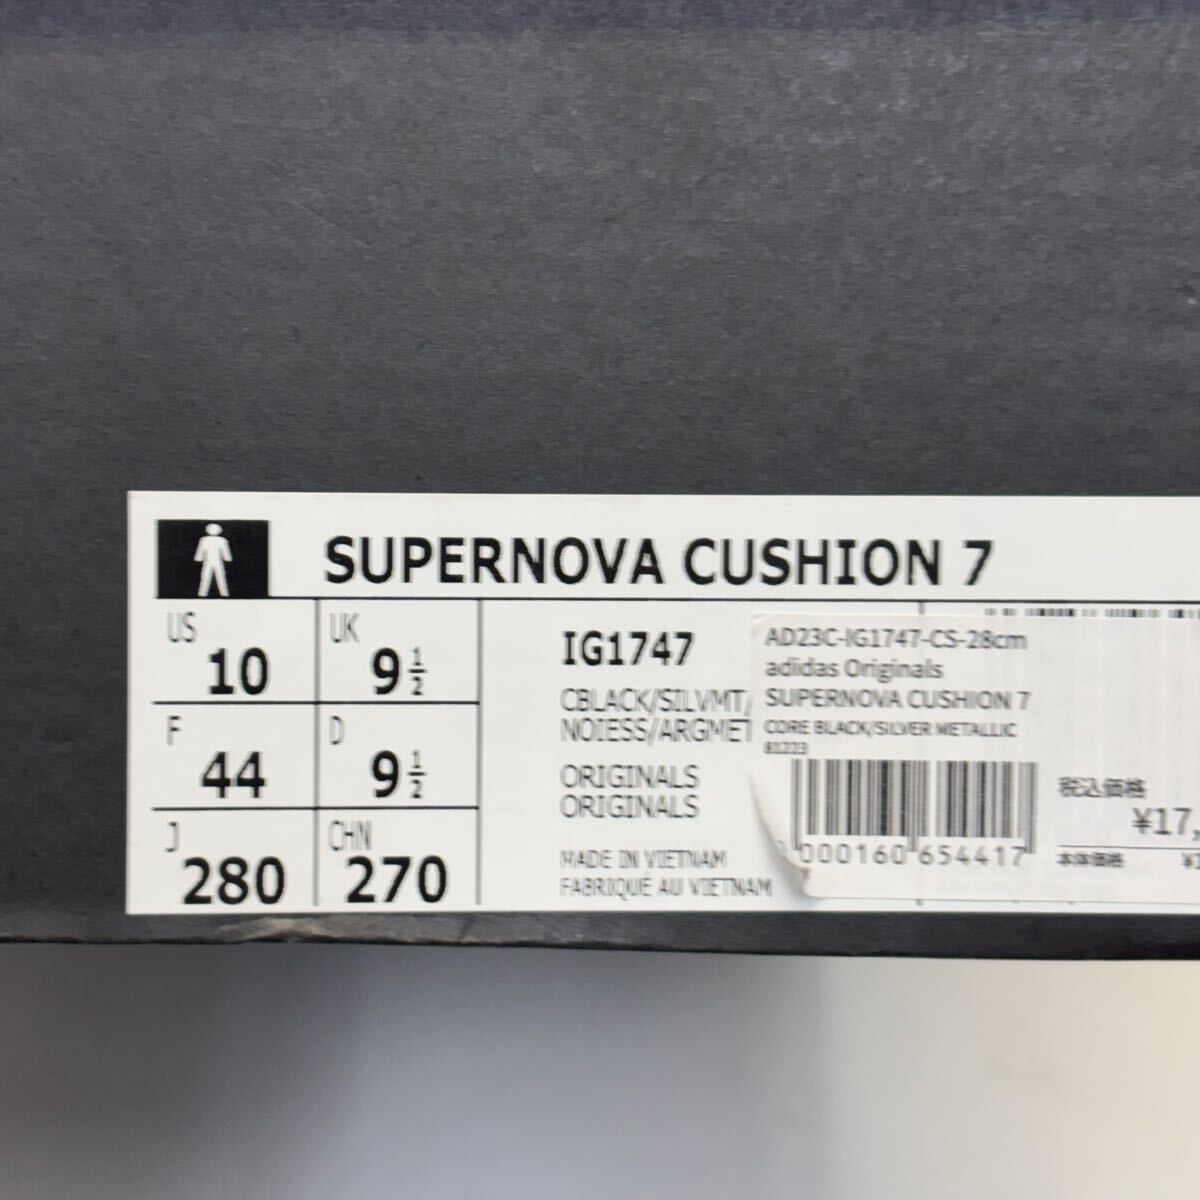 SUPERNOVA CUSHION 7
US 10
UK 9 1/2
F 44
D 9 1/2
J 280
CHN 270
IG1747
CBLACK/SILVMT/
NOIESS/ARGMET
ORIGINALS
ORIGINALS
MADE IN VIETNAM
FABRIQUÉ AU VIETNAM
AD23C-IG1747-CS-28cm
adidas Originals
SUPERNOVA CUSHION 7
CORE BLACK/SILVER METALLIC
81223
000160 654417
税込価格
¥17,
本体価格